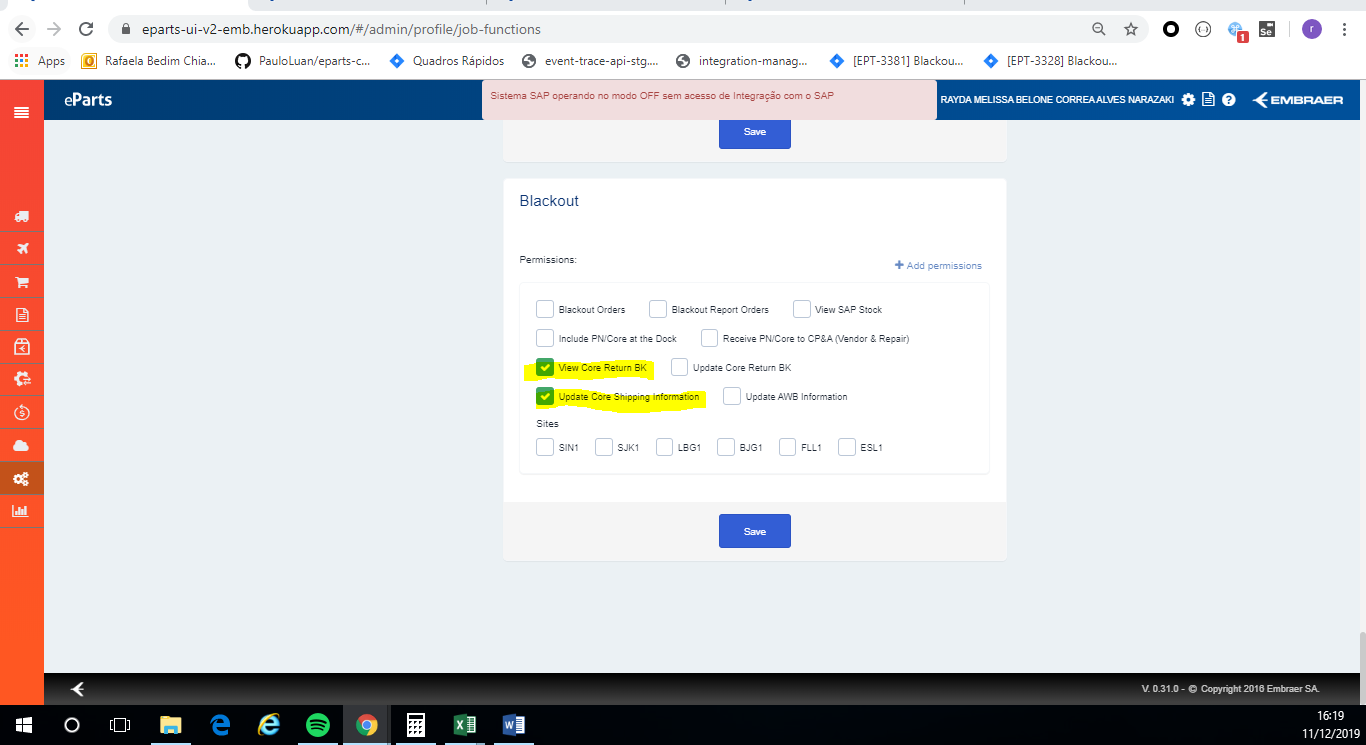 eparts-ui-v2-emb.herokuapp.com/#/admin/profile/job-functions
1
Se
r
Apps
Rafaela Bedim Chia...
PauloLuan/eparts-c...
Quadros Rápidos
event-trace-api-stg....
integration-manag...
[EPT-3381] Blackou...
[EPT-3328] Blackou...
eParts
Sistema SAP operando no modo OFF sem acesso de Integração com o SAP
RAYDA MELISSA BELONE CORREA ALVES NARAZAKI
EMBRAER
Save
Blackout
Permissions:
+ Add permissions
Blackout Orders
Blackout Report Orders
View SAP Stock
Include PN/Core at the Dock
Receive PN/Core to CP&A (Vendor & Repair)
View Core Return BK
Update Core Return BK
Update Core Shipping Information
Update AWB Information
Sites
SIN1
SJK1
LBG1
BJG1
FLL1
ESL1
Save
V. 0.31.0 - © Copyright 2016 Embraer SA.
16:19
11/12/2019